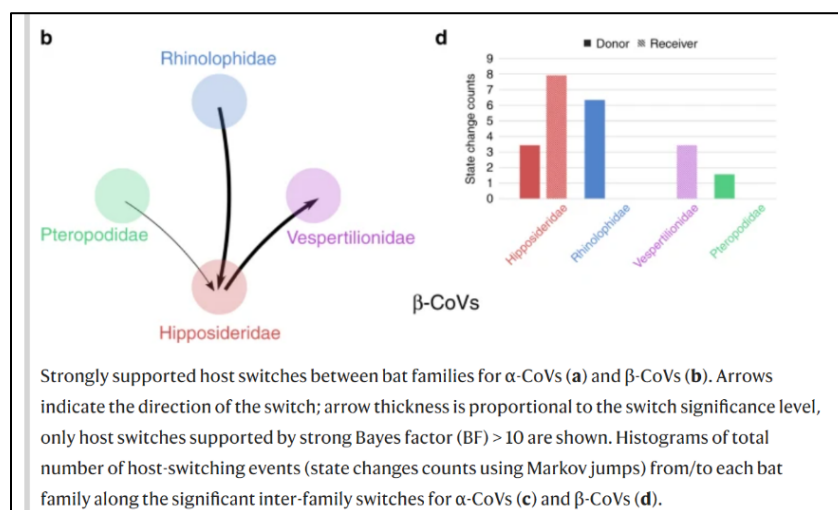 b
Rhinolophidae
Pteropodidae
Vespertilionidae
Hipposideridae
β-CoVs
d
Donor Receiver
State change counts
9
8
7
6
5
4
3
2
1
0
Hipposideridae
Rhinolophidae
Vespertilionidae
Pteropodidae
Strongly supported host switches between bat families for α-CoVs (a) and β-CoVs (b). Arrows
indicate the direction of the switch; arrow thickness is proportional to the switch significance level,
only host switches supported by strong Bayes factor (BF) > 10 are shown. Histograms of total
number of host-switching events (state changes counts using Markov jumps) from/to each bat
family along the significant inter-family switches for α-CoVs (c) and β-CoVs (d).